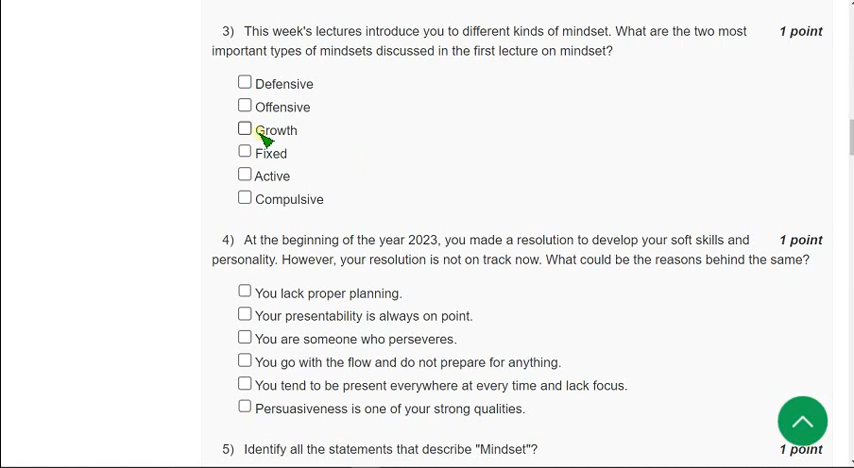 3) This week's lectures introduce you to different kinds of mindset. What are the two most 1 point
important types of mindsets discussed in the first lecture on mindset?
Defensive
Offensive
Growth
Fixed
Active
Compulsive
4) At the beginning of the year 2023, you made a resolution to develop your soft skills and 1 point
personality. However, your resolution is not on track now. What could be the reasons behind the same?
You lack proper planning.
Your presentability is always on point.
You are someone who perseveres.
You go with the flow and do not prepare for anything.
You tend to be present everywhere at every time and lack focus.
Persuasiveness is one of your strong qualities.
5) Identify all the statements that describe "Mindset"? 1 point